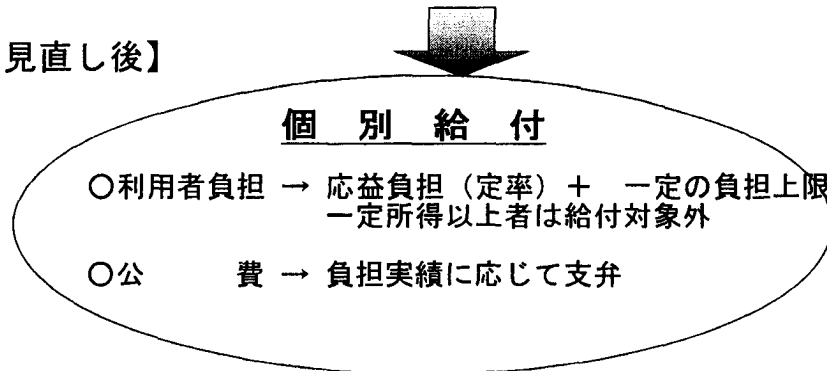 見直し後】
個 別 給 付
○利用者負担 → 応益負担（定率）＋ 一定の負担上限
一定所得以上者は給付対象外
○公 費 → 負担実績に応じて支弁